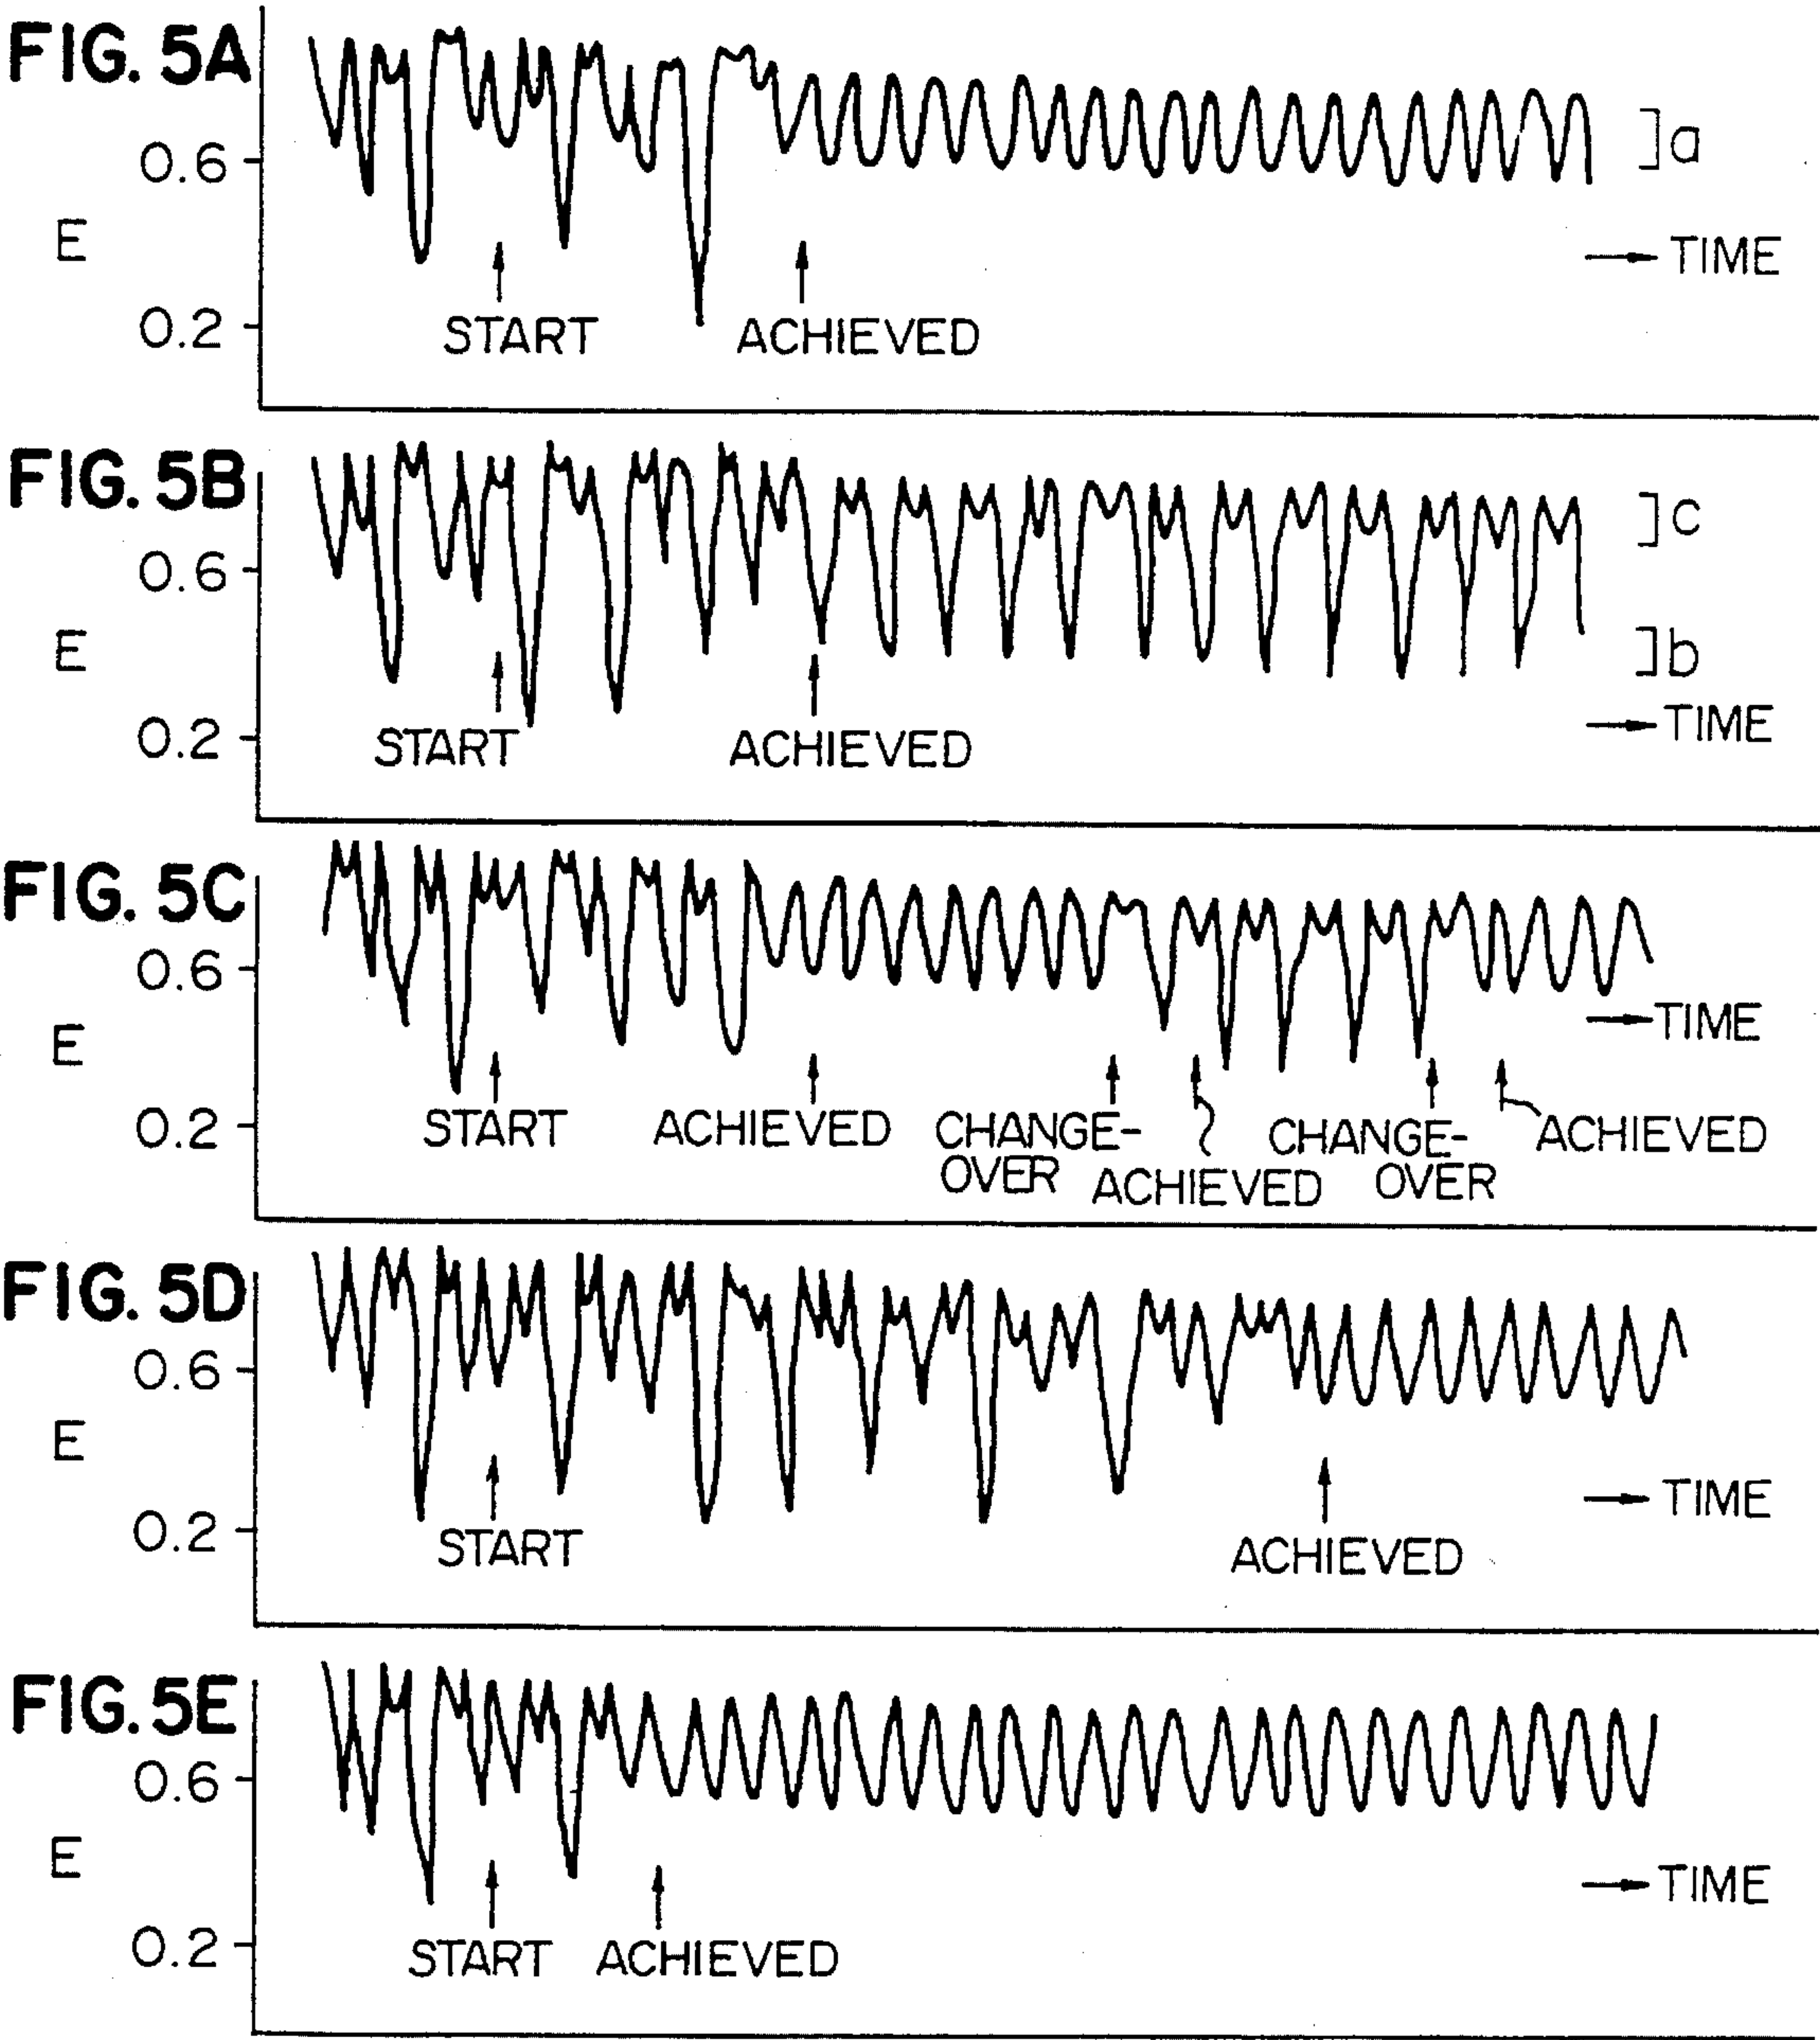 FIG. 5A
0.6
]a
E
→ TIME
0.2
START
ACHIEVED
FIG. 5B
]c
0.6
E
]b
→ TIME
0.2
START
ACHIEVED
FIG. 5C
0.6
→ TIME
E
0.2
START
ACHIEVED
CHANGE-
OVER
ACHIEVED
CHANGE-
OVER
ACHIEVED
FIG. 5D
0.6
E
→ TIME
0.2
START
ACHIEVED
FIG. 5E
0.6
E
→ TIME
0.2
START
ACHIEVED